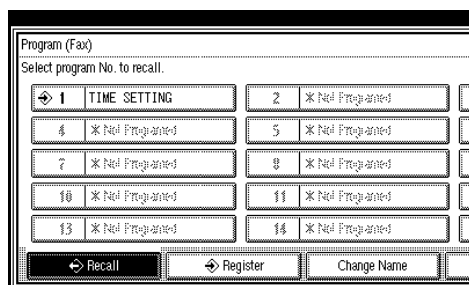 Program (Fax)
Select program No. to recall.
1 TIME SETTING 2 * Not Programed
4 * Not Programed 5 * Not Programed
7 * Not Programed 8 * Not Programed
10 * Not Programed 11 * Not Programed
13 * Not Programed 14 * Not Programed
Recall Register Change Name